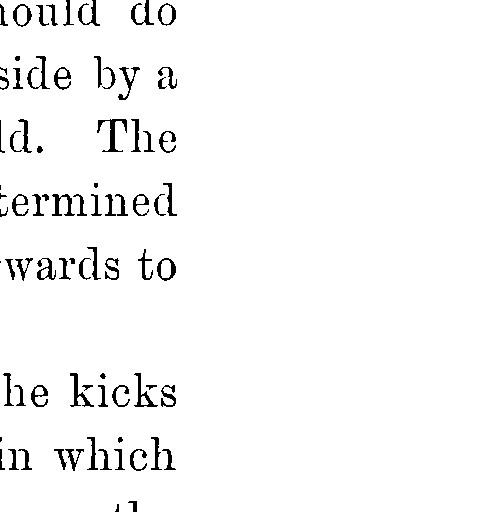 hould do
side by a
ld. The
termined
wards to
he kicks
in which